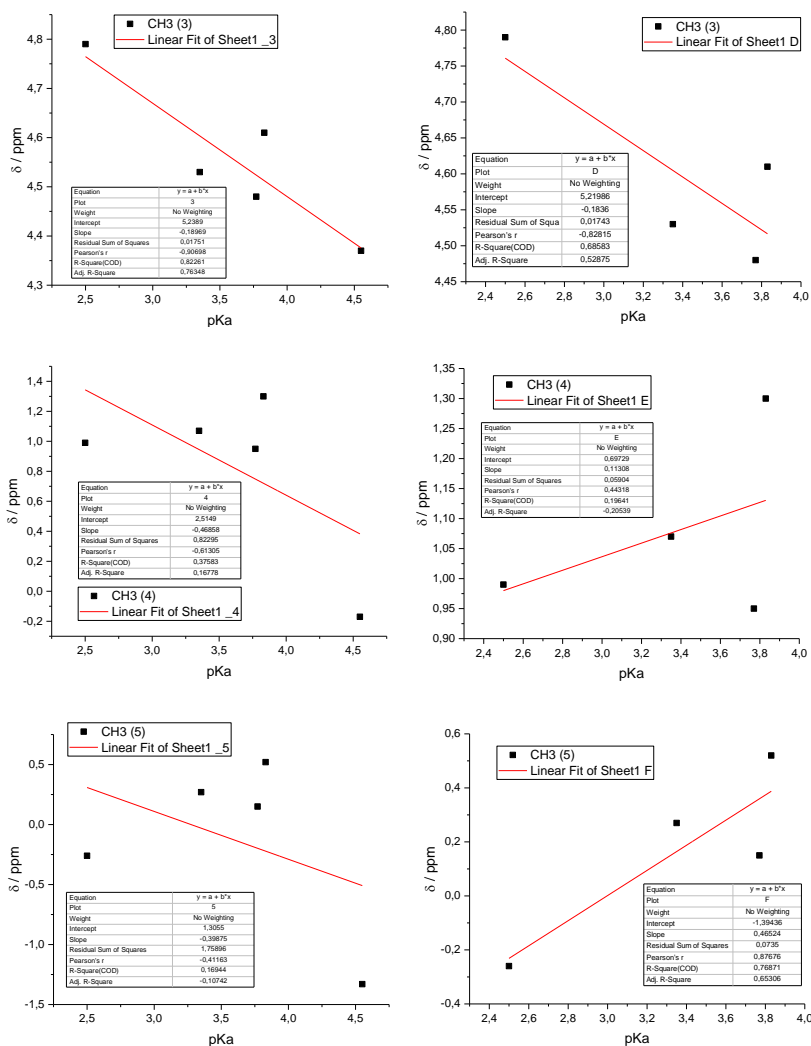 CH3 (3)
Linear Fit of Sheet1 _3
4,8
4,7
4,6
4,5
4,4
4,3
δ / ppm
Equation y = a + b*x
Plot 3
Weight No Weighting
Intercept 5,2389
Slope -0,18969
Residual Sum of Squares 0,01751
Pearson's r -0,90698
R-Square(COD) 0,82261
Adj. R-Square 0,76348
2,5 3,0 3,5 4,0 4,5
pKa
CH3 (3)
Linear Fit of Sheet1 D
4,80
4,75
4,70
4,65
4,60
4,55
4,50
4,45
δ / ppm
Equation y = a + b*x
Plot D
Weight No Weighting
Intercept 5,21986
Slope -0,1836
Residual Sum of Squa 0,01743
Pearson's r -0,82815
R-Square(COD) 0,68583
Adj. R-Square 0,52875
2,4 2,6 2,8 3,0 3,2 3,4 3,6 3,8 4,0
pKa
1,4
1,2
1,0
0,8
0,6
0,4
0,2
0,0
-0,2
δ / ppm
Equation y = a + b*x
Plot 4
Weight No Weighting
Intercept 2,5149
Slope -0,46858
Residual Sum of Squares 0,82295
Pearson's r -0,61305
R-Square(COD) 0,37583
Adj. R-Square 0,16778
CH3 (4)
Linear Fit of Sheet1 _4
2,5 3,0 3,5 4,0 4,5
pKa
1,35
1,30
1,25
1,20
1,15
1,10
1,05
1,00
0,95
0,90
δ / ppm
CH3 (4)
Linear Fit of Sheet1 E
Equation y = a + b*x
Plot E
Weight No Weighting
Intercept 0,69729
Slope 0,11308
Residual Sum of Squares 0,05904
Pearson's r 0,44318
R-Square(COD) 0,19641
Adj. R-Square -0,20539
2,4 2,6 2,8 3,0 3,2 3,4 3,6 3,8 4,0
pKa
CH3 (5)
Linear Fit of Sheet1 _5
0,5
0,0
-0,5
-1,0
-1,5
δ / ppm
Equation y = a + b*x
Plot 5
Weight No Weighting
Intercept 1,3055
Slope -0,39875
Residual Sum of Squares 1,75896
Pearson's r -0,41163
R-Square(COD) 0,16944
Adj. R-Square -0,10742
2,5 3,0 3,5 4,0 4,5
pKa
0,6
0,4
0,2
0,0
-0,2
-0,4
δ / ppm
CH3 (5)
Linear Fit of Sheet1 F
Equation y = a + b*x
Plot F
Weight No Weighting
Intercept -1,39436
Slope 0,46524
Residual Sum of Squares 0,0735
Pearson's r 0,87676
R-Square(COD) 0,76871
Adj. R-Square 0,65306
2,4 2,6 2,8 3,0 3,2 3,4 3,6 3,8 4,0
pKa